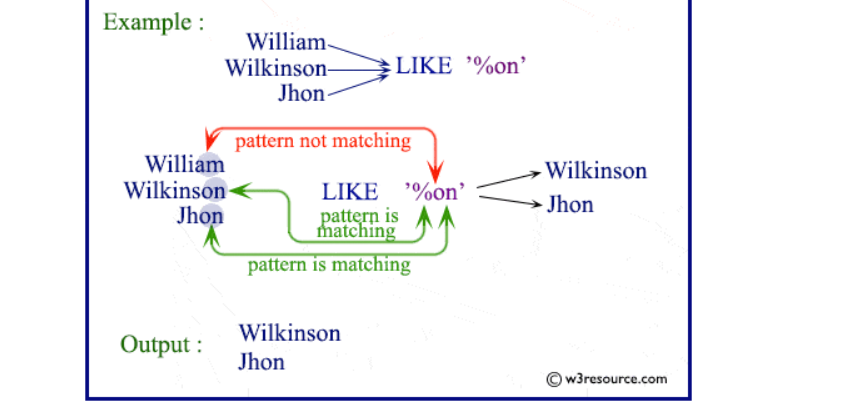 Example :
William
Wilkinson
Jhon
LIKE '%on'
pattern not matching
William
Wilkinson
Jhon
LIKE '%on'
pattern is
matching
pattern is matching
Wilkinson
Jhon
Output :
Wilkinson
Jhon
© w3resource.com